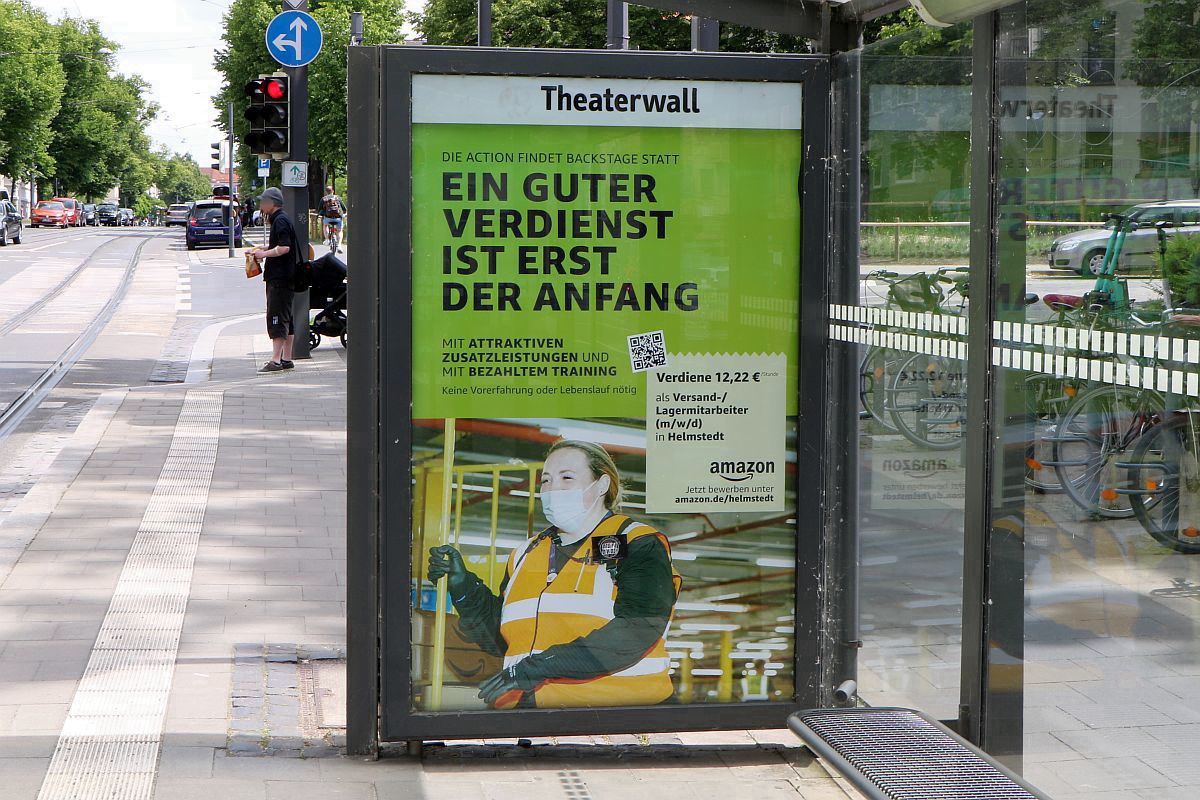 Theaterwall
DIE ACTION FINDET BACKSTAGE STATT
EIN GUTER
VERDIENST
IST ERST
DER ANFANG
MIT ATTRAKTIVEN
ZUSATZLEISTUNGEN UND
MIT BEZAHLTEM TRAINING
Keine Vorerfahrung oder Lebenslauf nötig
Verdiene 12,22 €/Stunde
als Versand-/
Lagermitarbeiter
(m/w/d)
in Helmstedt
amazon
Jetzt bewerben unter
amazon.de/helmstedt